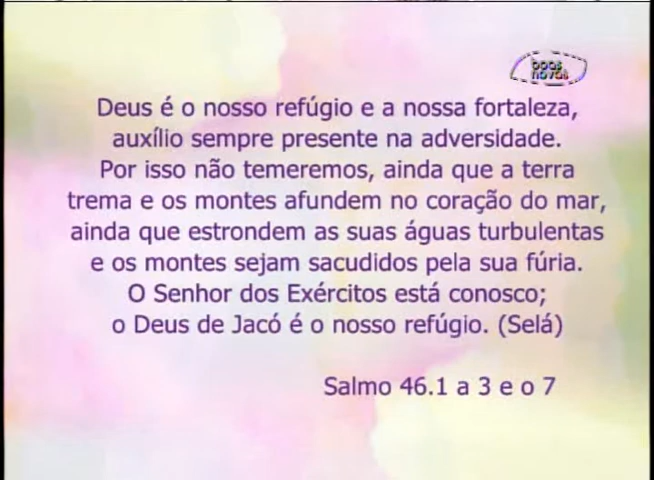 boas
novas
Deus é o nosso refúgio e a nossa fortaleza,
auxílio sempre presente na adversidade.
Por isso não temeremos, ainda que a terra
trema e os montes afundem no coração do mar,
ainda que estrondem as suas águas turbulentas
e os montes sejam sacudidos pela sua fúria.
O Senhor dos Exércitos está conosco;
o Deus de Jacó é o nosso refúgio. (Selá)
Salmo 46.1 a 3 e o 7